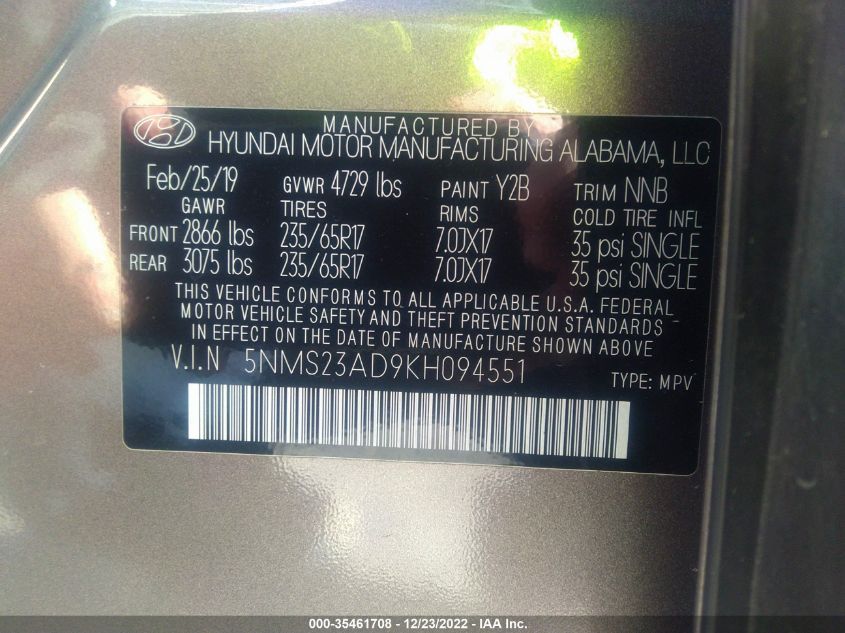 MANUFACTURED BY
HYUNDAI MOTOR MANUFACTURING ALABAMA, LLC
Feb/25/19 GVWR 4729 lbs PAINT Y2B TRIM NNB
GAWR TIRES RIMS COLD TIRE INFL
FRONT 2866 lbs 235/65R17 7.0JX17 35 psi SINGLE
REAR 3075 lbs 235/65R17 7.0JX17 35 psi SINGLE
THIS VEHICLE CONFORMS TO ALL APPLICABLE U.S.A. FEDERAL
MOTOR VEHICLE SAFETY AND THEFT PREVENTION STANDARDS
IN EFFECT ON THE DATE OF MANUFACTURE SHOWN ABOVE.
V.I.N 5NMS23AD9KH094551 TYPE: MPV
000-35461708 - 12/23/2022 - IAA Inc.